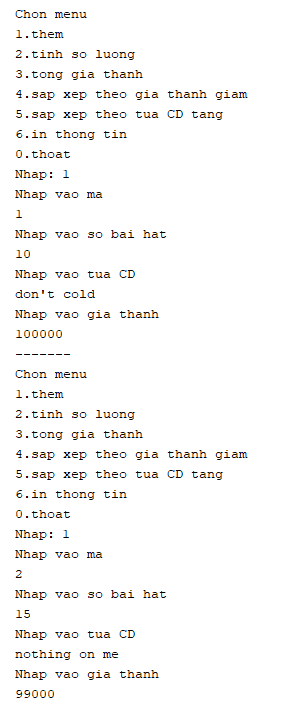 Chon menu
1.them
2.tinh so luong
3.tong gia thanh
4.sap xep theo gia thanh giam
5.sap xep theo tua CD tang
6.in thong tin
0.thoat
Nhap: 1
Nhap vao ma
1
Nhap vao so bai hat
10
Nhap vao tua CD
don't cold
Nhap vao gia thanh
100000
-------
Chon menu
1.them
2.tinh so luong
3.tong gia thanh
4.sap xep theo gia thanh giam
5.sap xep theo tua CD tang
6.in thong tin
0.thoat
Nhap: 1
Nhap vao ma
2
Nhap vao so bai hat
15
Nhap vao tua CD
nothing on me
Nhap vao gia thanh
99000